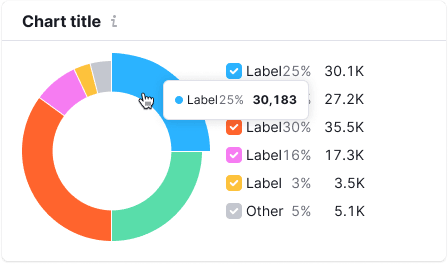 Chart title
Label 25% 30.1K
Label 25% 30,183
27.2K
Label 30% 35.5K
Label 16% 17.3K
Label 3% 3.5K
Other 5% 5.1K